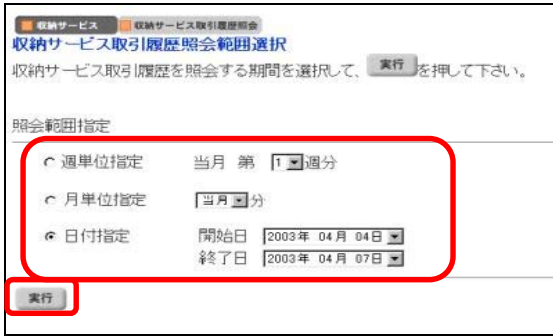 収納サービス 収納サービス取引履歴照会
収納サービス取引履歴照会範囲選択
収納サービス取引履歴を照会する期間を選択して、 実行 を押して下さい。
照会範囲指定
週単位指定 当月 第 1 週分
月単位指定 当月 分
日付指定 開始日 2003年 04月 04日
終了日 2003年 04月 07日
実行